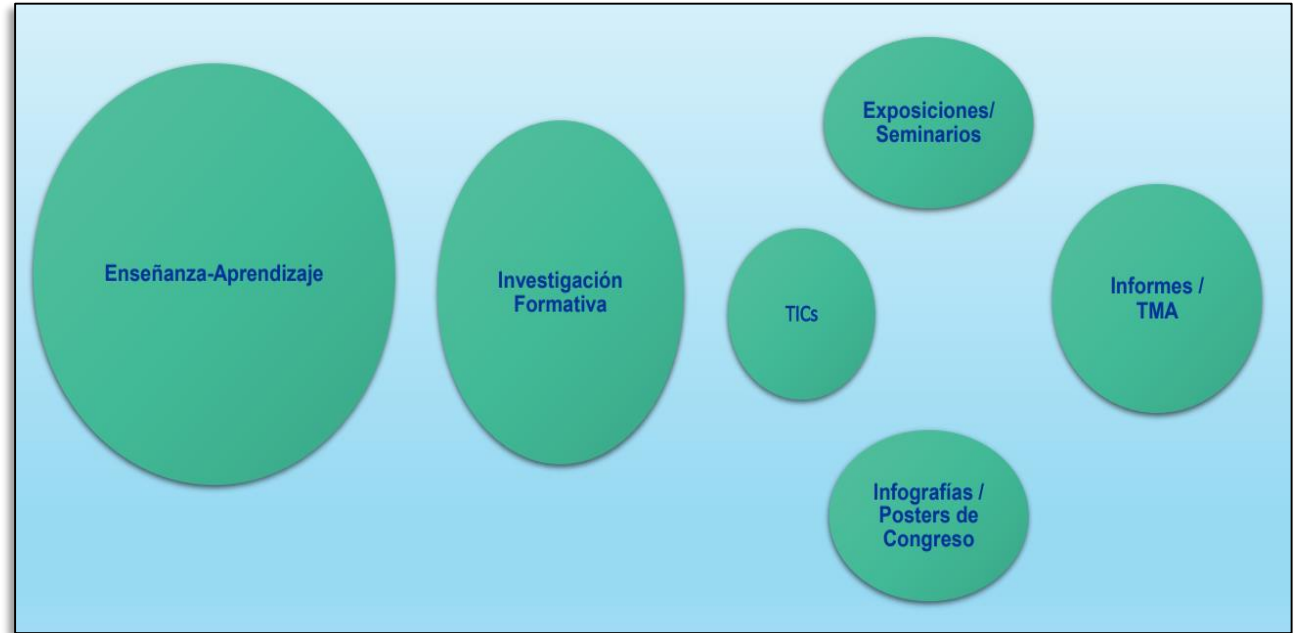 Enseñanza-Aprendizaje
Investigación
Formativa
TICs
Exposiciones/
Seminarios
Informes /
TMA
Infografías /
Posters de
Congreso